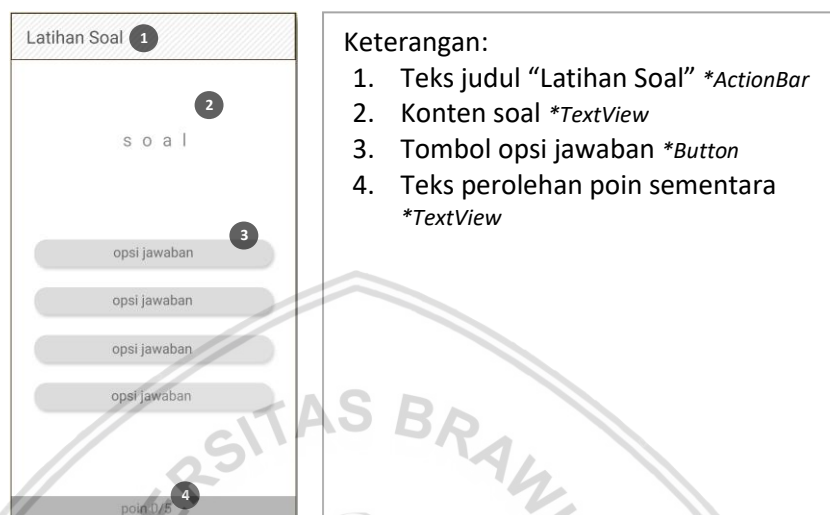 Latihan Soal 1
2
s o a l
3
opsi jawaban
opsi jawaban
opsi jawaban
opsi jawaban
4
poin 0/5
Keterangan:
1. Teks judul “Latihan Soal” *ActionBar
2. Konten soal *TextView
3. Tombol opsi jawaban *Button
4. Teks perolehan poin sementara
*TextView
RSITAS BRAW